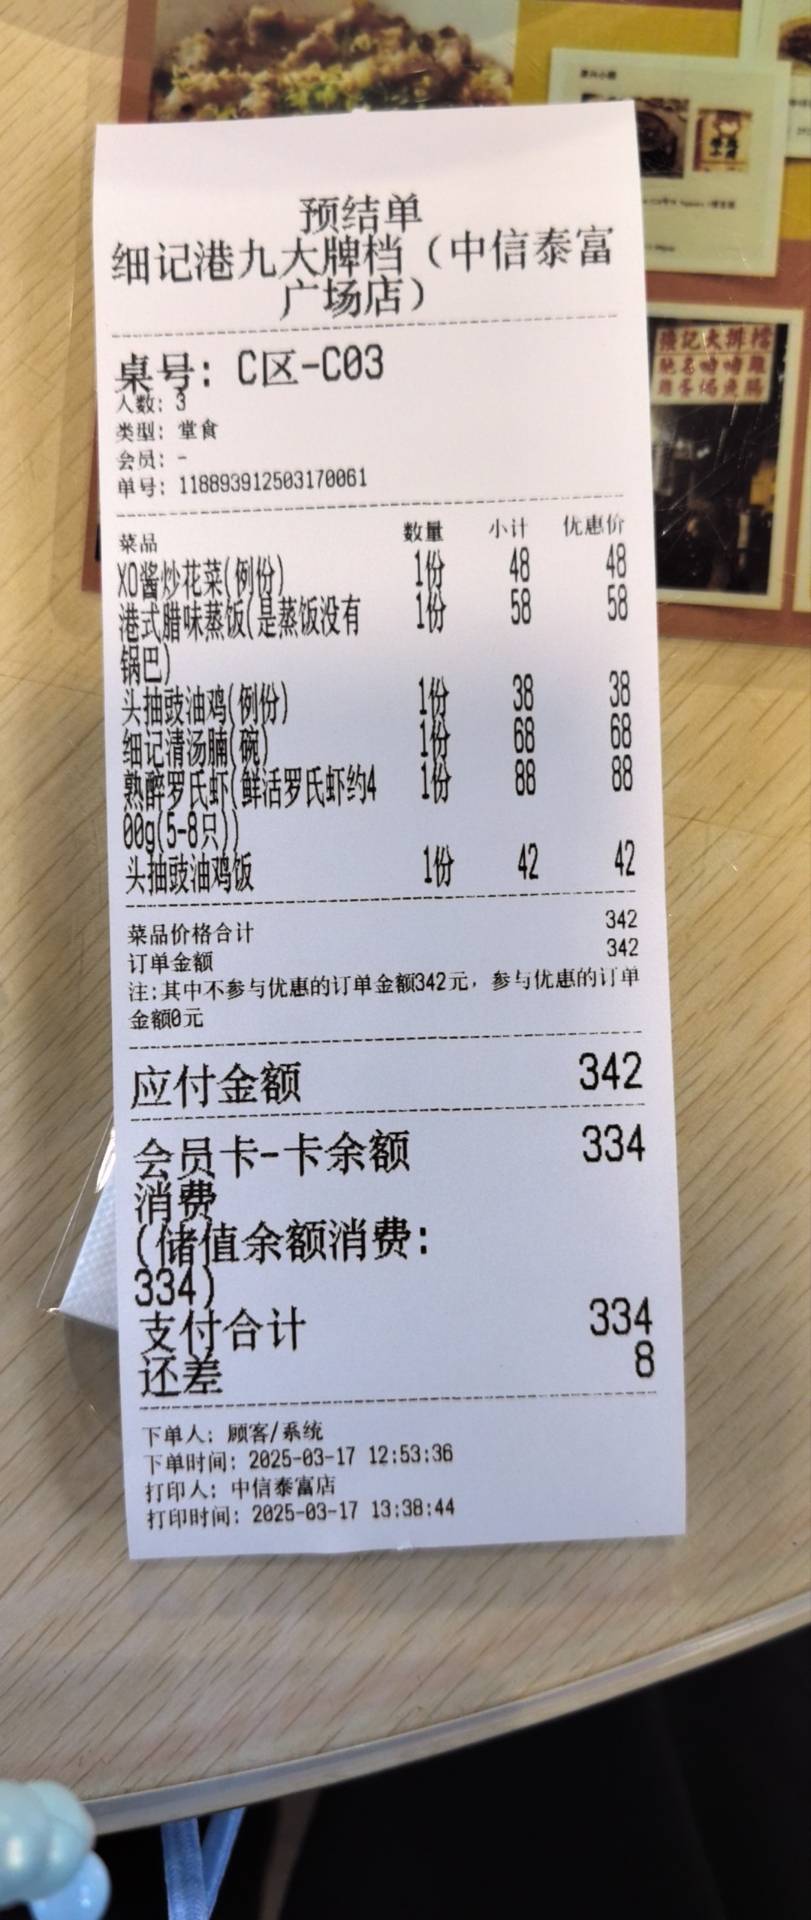 预结单
细记港九大牌档（中信泰富
广场店）
桌号: C区-C03
人数: 3
类型: 堂食
会员: -
单号: 118893912503170061
菜品 数量 小计 优惠价
XO酱炒花菜(例份) 1份 48 48
港式腊味蒸饭(是蒸饭没有 1份 58 58
锅巴)
头抽豉油鸡(例份) 1份 38 38
细记清汤腩(碗) 1份 68 68
熟醉罗氏虾(鲜活罗氏虾约4 1份 88 88
00g(5-8只))
头抽豉油鸡饭 1份 42 42
菜品价格合计 342
订单金额 342
注:其中不参与优惠的订单金额342元，参与优惠的订单
金额0元
应付金额 342
会员卡-卡余额 334
消费
(储值余额消费:
334)
支付合计 334
还差 8
下单人: 顾客/系统
下单时间: 2025-03-17 12:53:36
打印人: 中信泰富店
打印时间: 2025-03-17 13:38:44